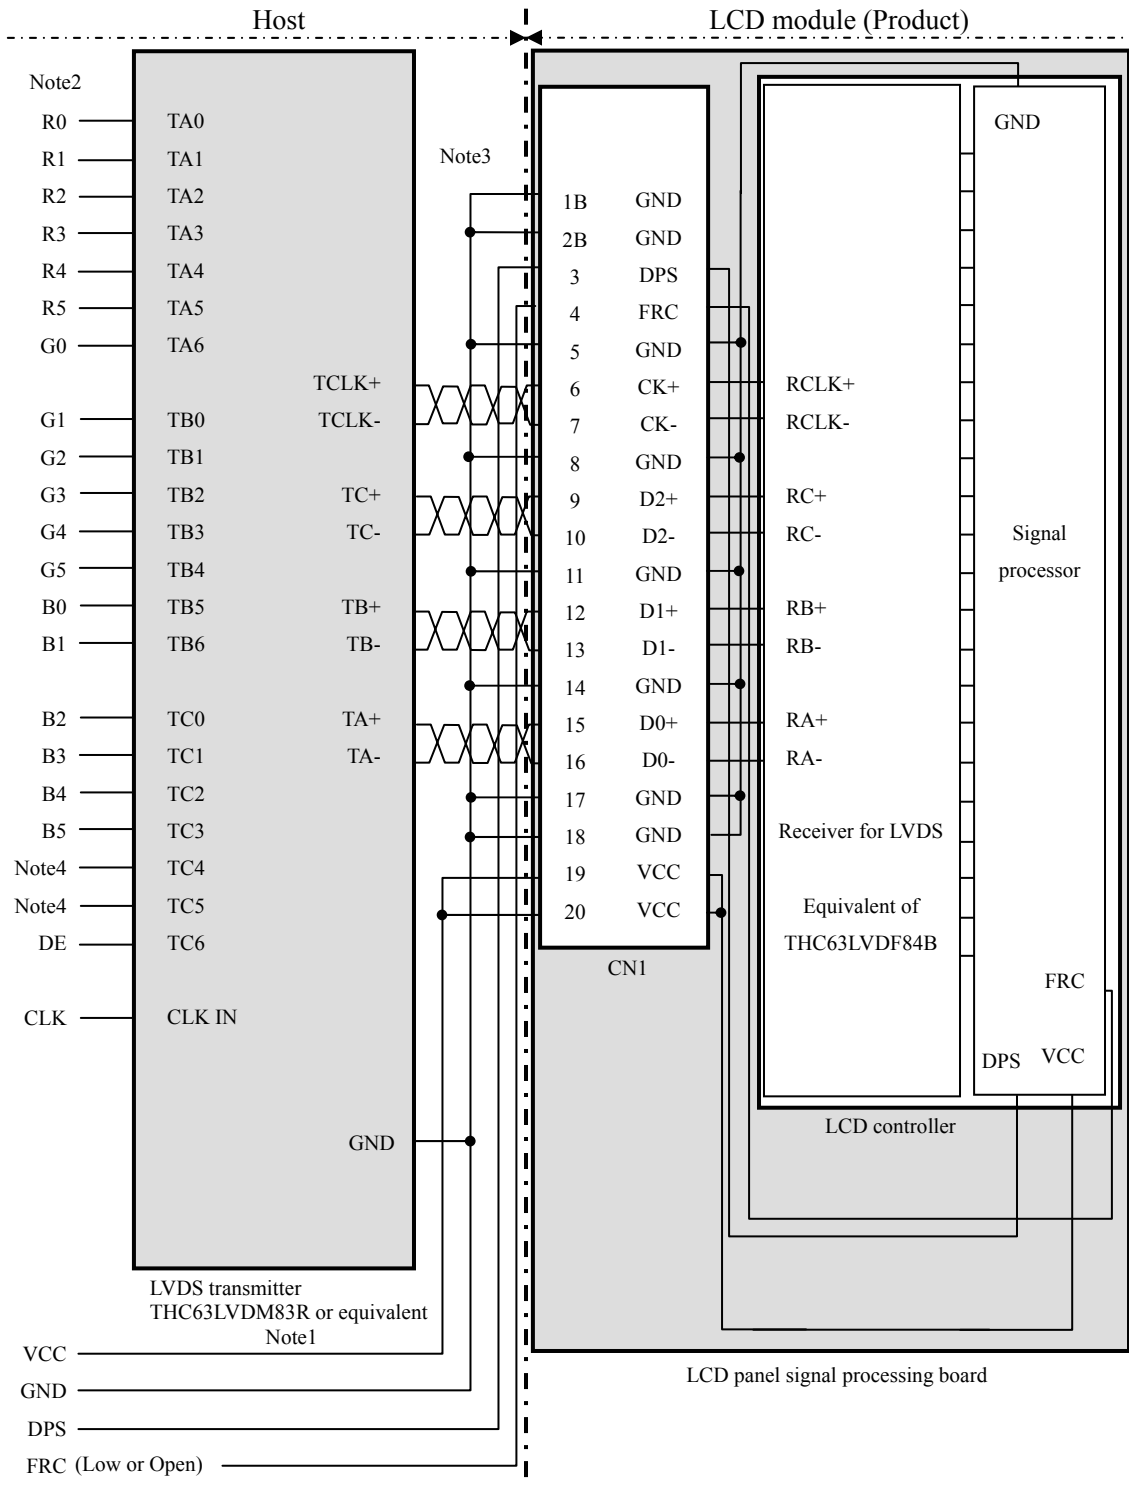 Host
LCD module (Product)
Note2
R0 TA0
R1 TA1
R2 TA2
R3 TA3
R4 TA4
R5 TA5
G0 TA6
TCLK+
G1 TB0 TCLK-
G2 TB1
G3 TB2 TC+
G4 TB3 TC-
G5 TB4
B0 TB5 TB+
B1 TB6 TB-
B2 TC0 TA+
B3 TC1 TA-
B4 TC2
B5 TC3
Note4 TC4
Note4 TC5
DE TC6
CLK CLK IN
GND
LVDS transmitter
THC63LVDM83R or equivalent
Note1
VCC
GND
DPS
FRC (Low or Open)
Note3
1B GND
2B GND
3 DPS
4 FRC
5 GND
6 CK+
7 CK-
8 GND
9 D2+
10 D2-
11 GND
12 D1+
13 D1-
14 GND
15 D0+
16 D0-
17 GND
18 GND
19 VCC
20 VCC
CN1
RCLK+
RCLK-
RC+
RC-
RB+
RB-
RA+
RA-
Receiver for LVDS
Equivalent of
THC63LVDF84B
GND
Signal
processor
FRC
DPS VCC
LCD controller
LCD panel signal processing board